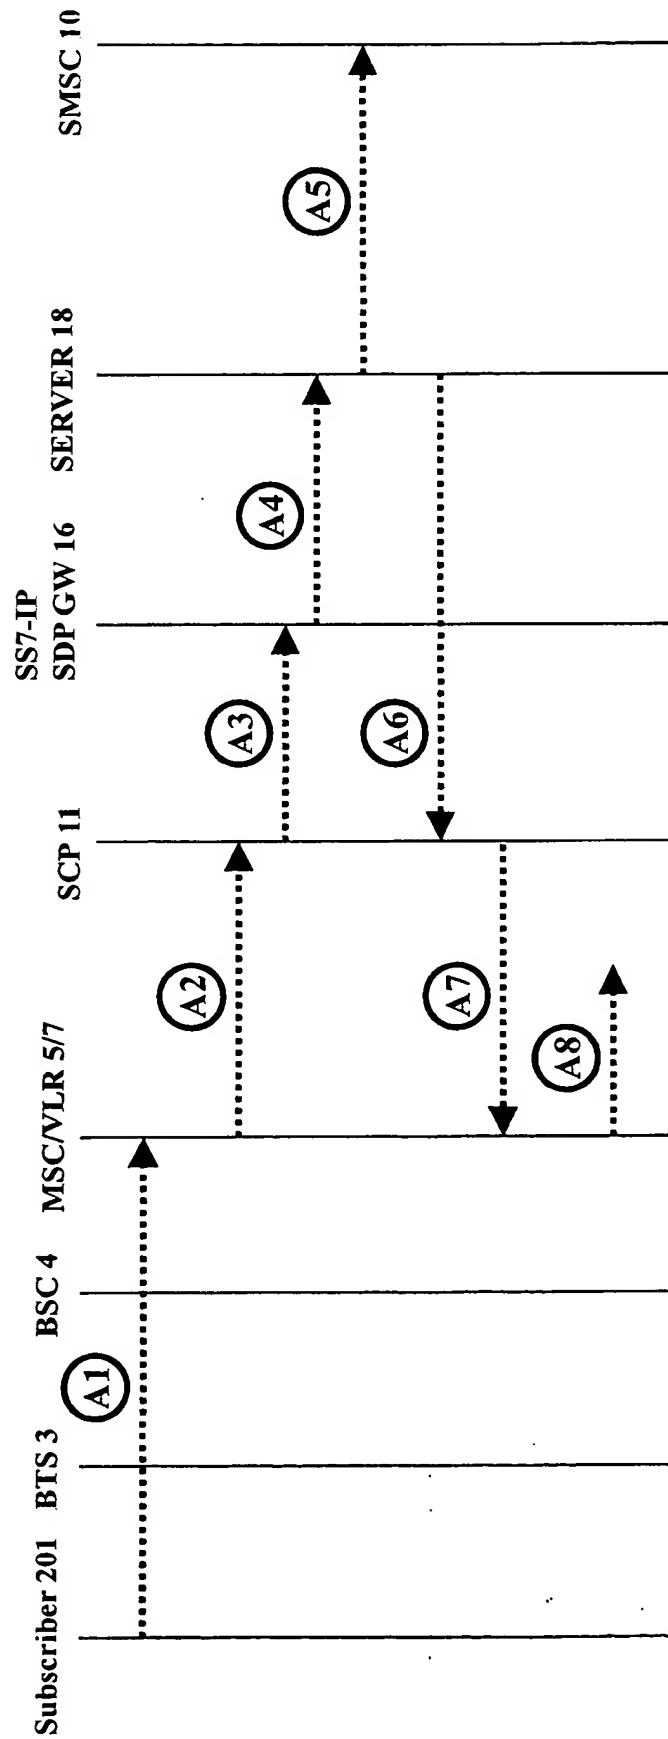 Subscriber 201
BTS 3
BSC 4
MSC/VLR 5/7
SCP 11
SS7-IP
SDP GW 16
SERVER 18
SMSC 10
A1
A2
A3
A4
A5
A6
A7
A8